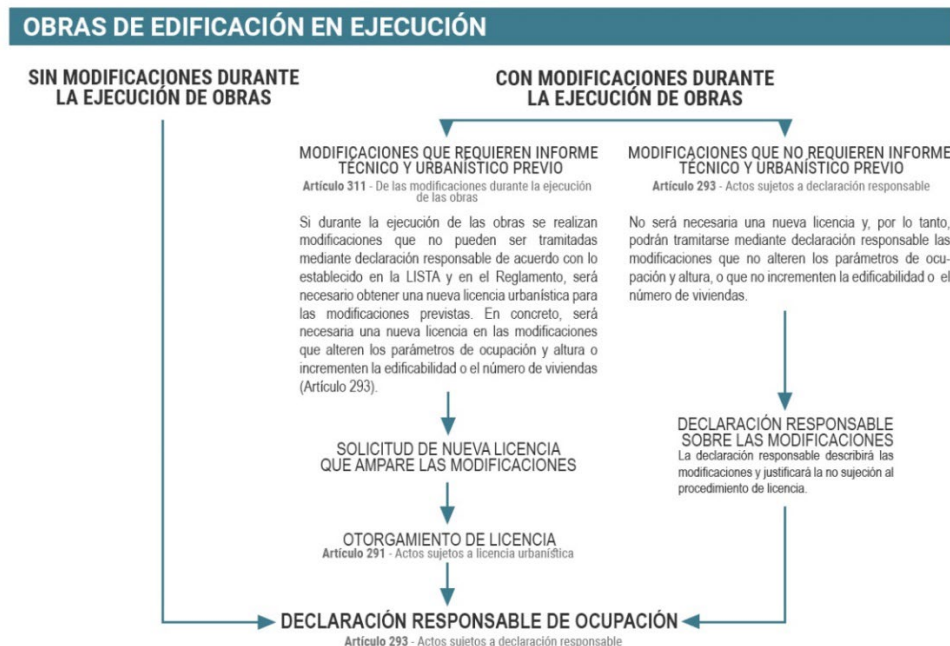 OBRAS DE EDIFICACIÓN EN EJECUCIÓN
SIN MODIFICACIONES DURANTE
LA EJECUCIÓN DE OBRAS
CON MODIFICACIONES DURANTE
LA EJECUCIÓN DE OBRAS
MODIFICACIONES QUE REQUIEREN INFORME
TÉCNICO Y URBANÍSTICO PREVIO
Artículo 311 - De las modificaciones durante la ejecución
de las obras
Si durante la ejecución de las obras se realizan
modificaciones que no pueden ser tramitadas
mediante declaración responsable de acuerdo con lo
establecido en la LISTA y en el Reglamento, será
necesario obtener una nueva licencia urbanística para
las modificaciones previstas. En concreto, será
necesaria una nueva licencia en las modificaciones
que alteren los parámetros de ocupación y altura o
incrementen la edificabilidad o el número de viviendas
(Artículo 293).
SOLICITUD DE NUEVA LICENCIA
QUE AMPARE LAS MODIFICACIONES
OTORGAMIENTO DE LICENCIA
Artículo 291 - Actos sujetos a licencia urbanística
MODIFICACIONES QUE NO REQUIEREN INFORME
TÉCNICO Y URBANÍSTICO PREVIO
Artículo 293 - Actos sujetos a declaración responsable
No será necesaria una nueva licencia y, por lo tanto,
podrán tramitarse mediante declaración responsable las
modificaciones que no alteren los parámetros de ocu-
pación y altura, o que no incrementen la edificabilidad o el
número de viviendas.
DECLARACIÓN RESPONSABLE
SOBRE LAS MODIFICACIONES
La declaración responsable describirá las
modificaciones y justificará la no sujeción al
procedimiento de licencia.
DECLARACIÓN RESPONSABLE DE OCUPACIÓN
Artículo 293 - Actos sujetos a declaración responsable